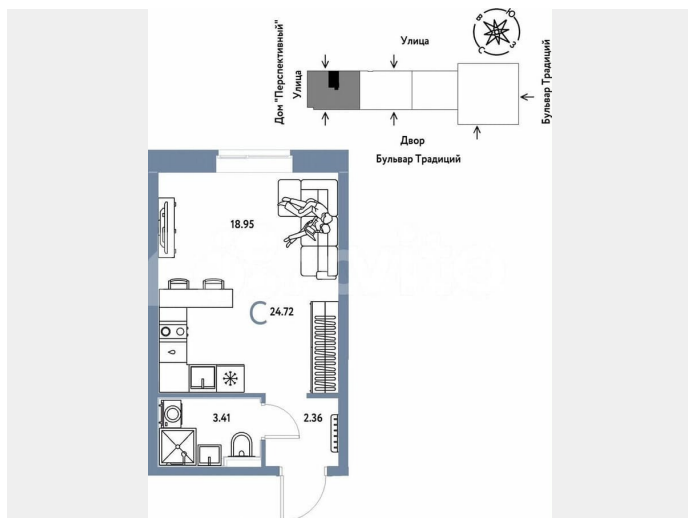 Ю
В
З
С
Улица
Дом "Перспективный"
Улица
Бульвар Традиций
Двор
Бульвар Традиций
18.95
С 24.72
3.41
2.36